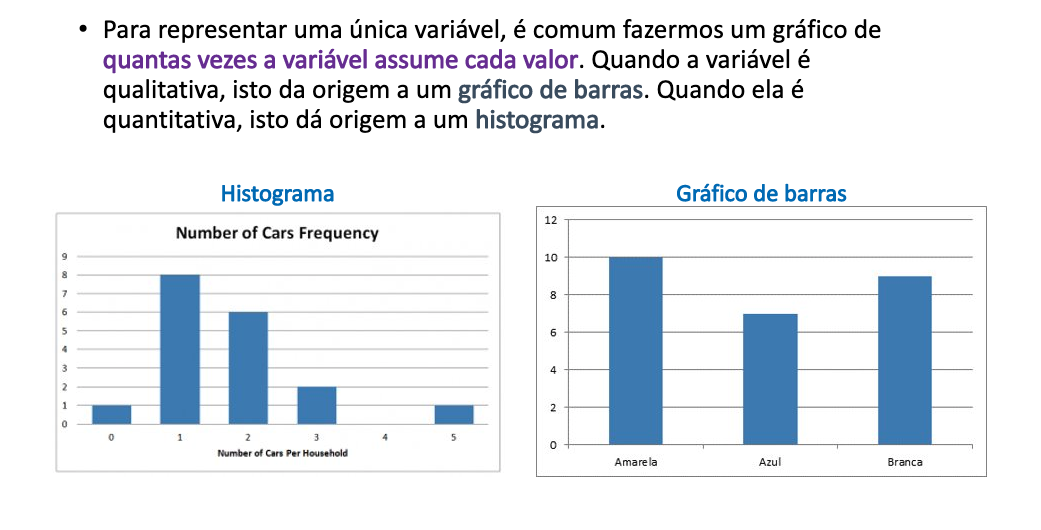 • Para representar uma única variável, é comum fazermos um gráfico de
quantas vezes a variável assume cada valor. Quando a variável é
qualitativa, isto da origem a um gráfico de barras. Quando ela é
quantitativa, isto dá origem a um histograma.
Histograma
Number of Cars Frequency
9
8
7
6
5
4
3
2
1
0
0 1 2 3 4 5
Number of Cars Per Household
Gráfico de barras
12
10
8
6
4
2
0
Amarela Azul Branca